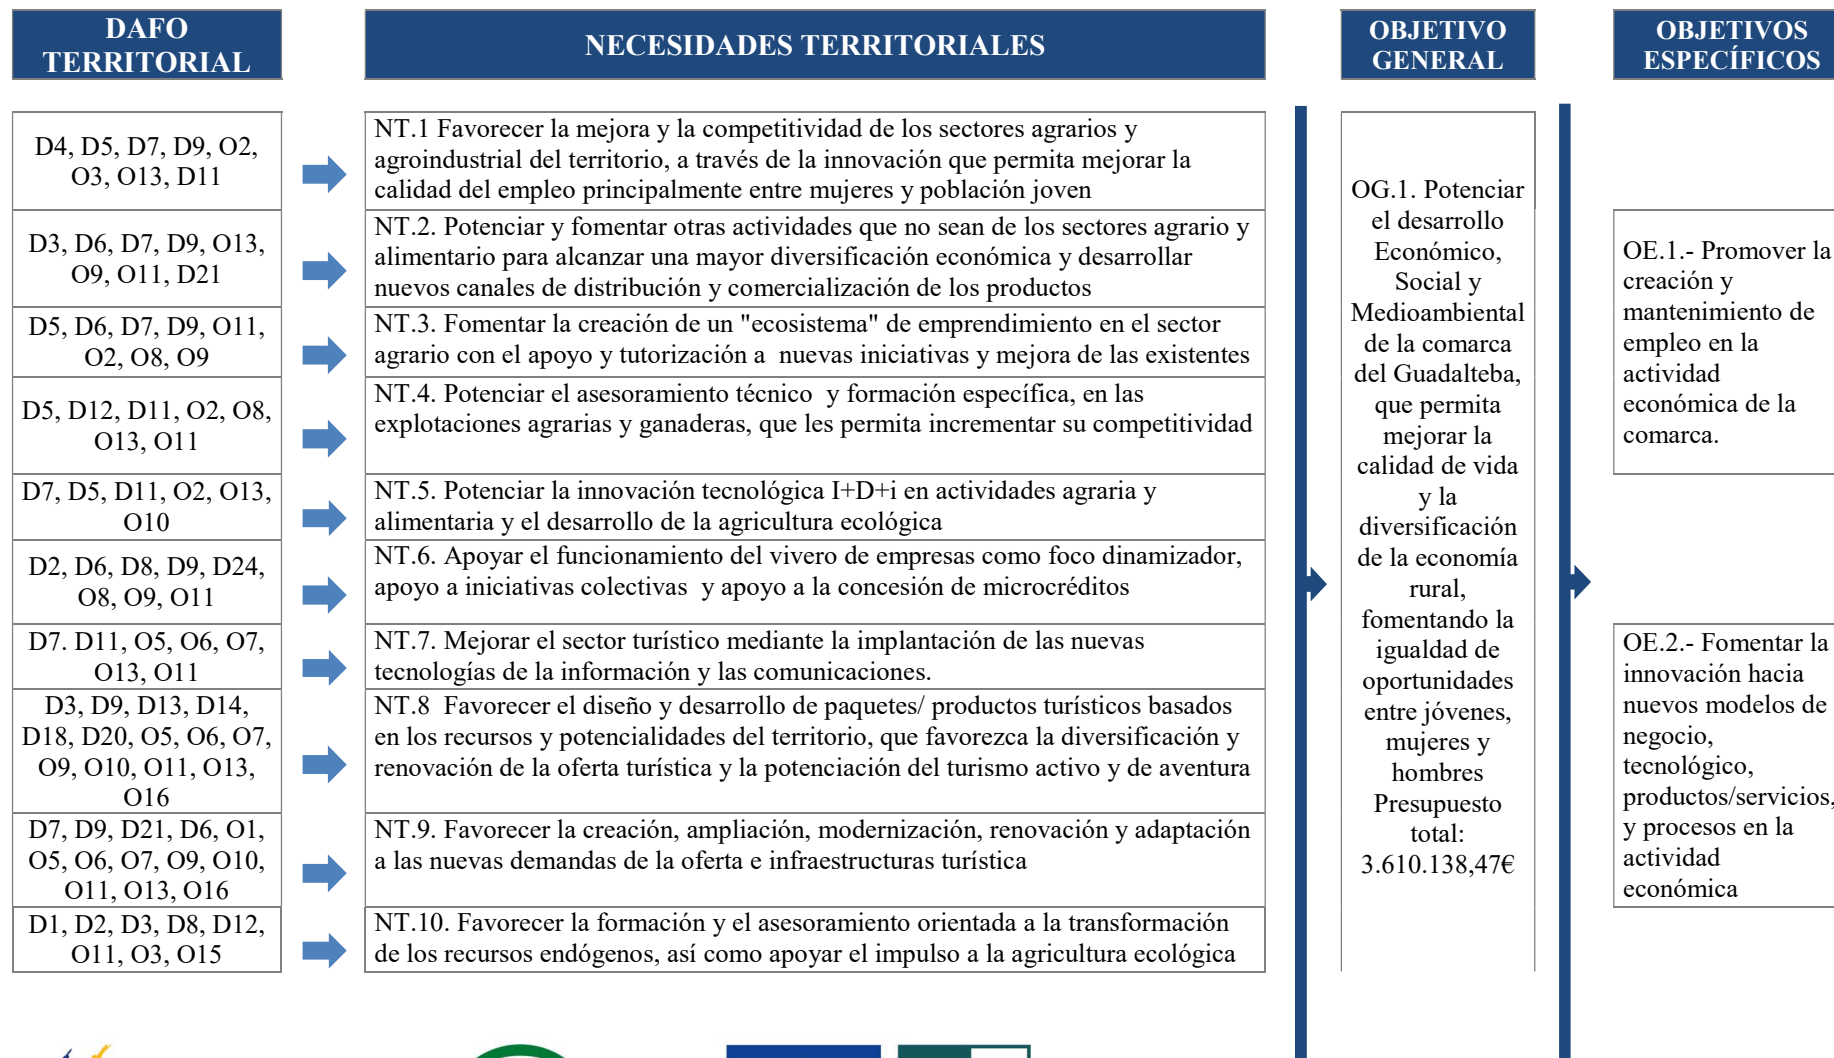 DAFO
TERRITORIAL
NECESIDADES TERRITORIALES
OBJETIVO
GENERAL
OBJETIVOS
ESPECÍFICOS
D4, D5, D7, D9, O2,
O3, O13, D11
NT.1 Favorecer la mejora y la competitividad de los sectores agrarios y
agroindustrial del territorio, a través de la innovación que permita mejorar la
calidad del empleo principalmente entre mujeres y población joven
D3, D6, D7, D9, O13,
O9, O11, D21
NT.2. Potenciar y fomentar otras actividades que no sean de los sectores agrario y
alimentario para alcanzar una mayor diversificación económica y desarrollar
nuevos canales de distribución y comercialización de los productos
D5, D6, D7, D9, O11,
O2, O8, O9
NT.3. Fomentar la creación de un "ecosistema" de emprendimiento en el sector
agrario con el apoyo y tutorización a  nuevas iniciativas y mejora de las existentes
D5, D12, D11, O2, O8,
O13, O11
NT.4. Potenciar el asesoramiento técnico  y formación específica, en las
explotaciones agrarias y ganaderas, que les permita incrementar su competitividad
D7, D5, D11, O2, O13,
O10
NT.5. Potenciar la innovación tecnológica I+D+i en actividades agraria y
alimentaria y el desarrollo de la agricultura ecológica
D2, D6, D8, D9, D24,
O8, O9, O11
NT.6. Apoyar el funcionamiento del vivero de empresas como foco dinamizador,
apoyo a iniciativas colectivas  y apoyo a la concesión de microcréditos
D7. D11, O5, O6, O7,
O13, O11
NT.7. Mejorar el sector turístico mediante la implantación de las nuevas
tecnologías de la información y las comunicaciones.
D3, D9, D13, D14,
D18, D20, O5, O6, O7,
O9, O10, O11, O13,
O16
NT.8  Favorecer el diseño y desarrollo de paquetes/ productos turísticos basados
en los recursos y potencialidades del territorio, que favorezca la diversificación y
renovación de la oferta turística y la potenciación del turismo activo y de aventura
D7, D9, D21, D6, O1,
O5, O6, O7, O9, O10,
O11, O13, O16
NT.9. Favorecer la creación, ampliación, modernización, renovación y adaptación
a las nuevas demandas de la oferta e infraestructuras turística
D1, D2, D3, D8, D12,
O11, O3, O15
NT.10. Favorecer la formación y el asesoramiento orientada a la transformación
de los recursos endógenos, así como apoyar el impulso a la agricultura ecológica
OG.1. Potenciar
el desarrollo
Económico,
Social y
Medioambiental
de la comarca
del Guadalteba,
que permita
mejorar la
calidad de vida
y la
diversificación
de la economía
rural,
fomentando la
igualdad de
oportunidades
entre jóvenes,
mujeres y
hombres
Presupuesto
total:
3.610.138,47€
OE.1.- Promover la
creación y
mantenimiento de
empleo en la
actividad
económica de la
comarca.
OE.2.- Fomentar la
innovación hacia
nuevos modelos de
negocio,
tecnológico,
productos/servicios,
y procesos en la
actividad
económica